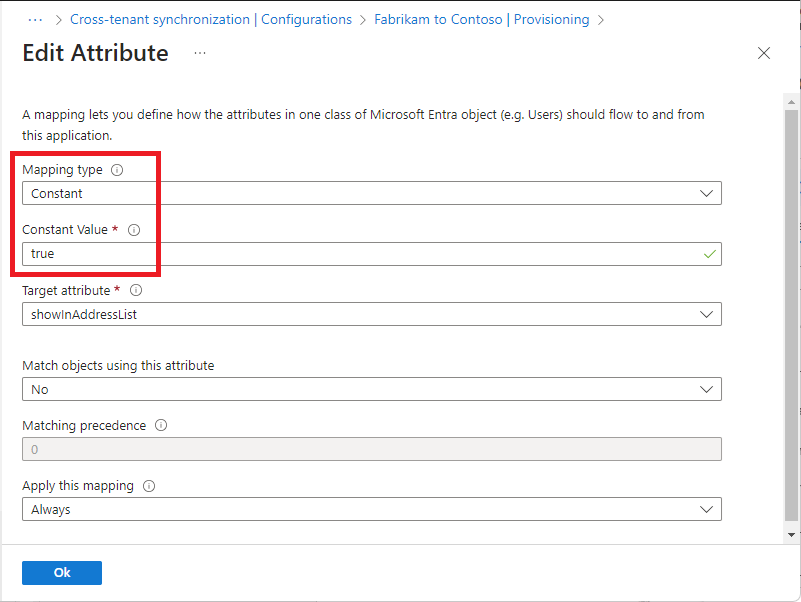 ··· > Cross-tenant synchronization | Configurations > Fabrikam to Contoso | Provisioning >
Edit Attribute ···
A mapping lets you define how the attributes in one class of Microsoft Entra object (e.g. Users) should flow to and from
this application.
Mapping type
Constant
Constant Value *
true
Target attribute *
showInAddressList
Match objects using this attribute
No
Matching precedence
0
Apply this mapping
Always
Ok